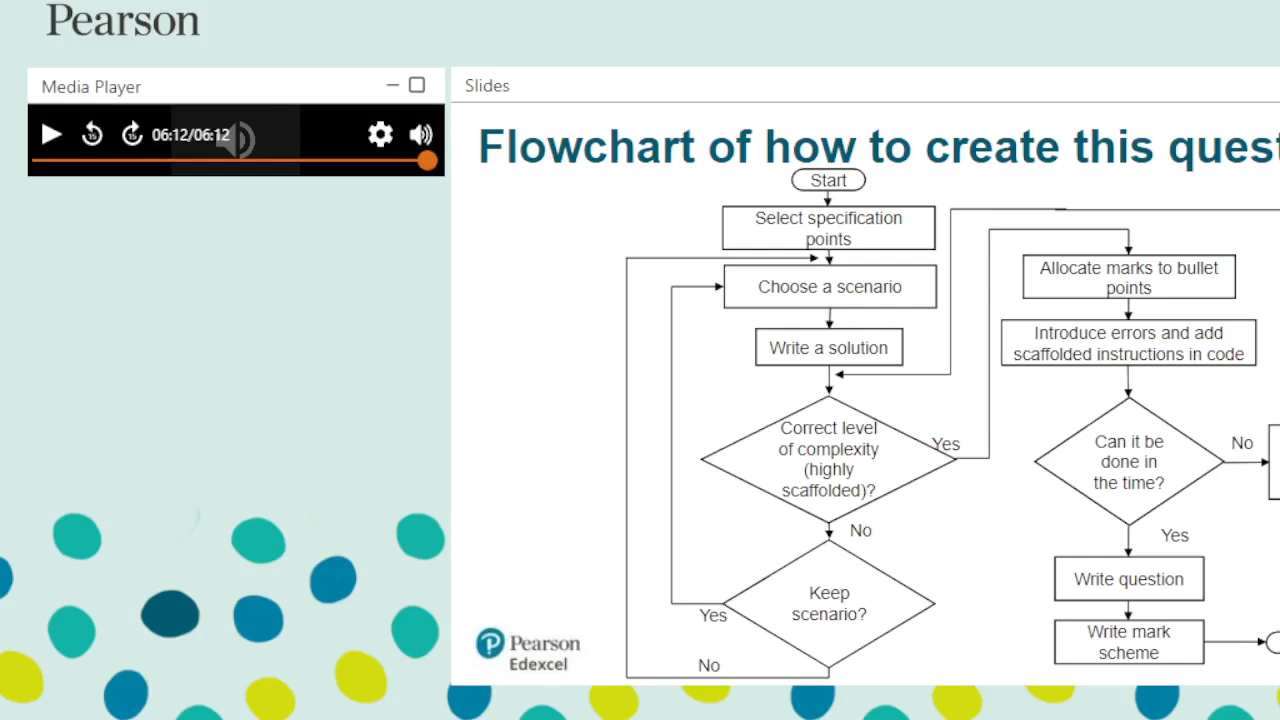 Pearson
Media Player
15
15
06:12/06:12
Slides
Flowchart of how to create this quest
Start
Select specification
points
Choose a scenario
Write a solution
Correct level
of complexity
(highly
scaffolded)?
Yes
No
Keep
scenario?
Yes
No
Allocate marks to bullet
points
Introduce errors and add
scaffolded instructions in code
Can it be
done in
the time?
No
Yes
Write question
Write mark
scheme
Pearson
Edexcel